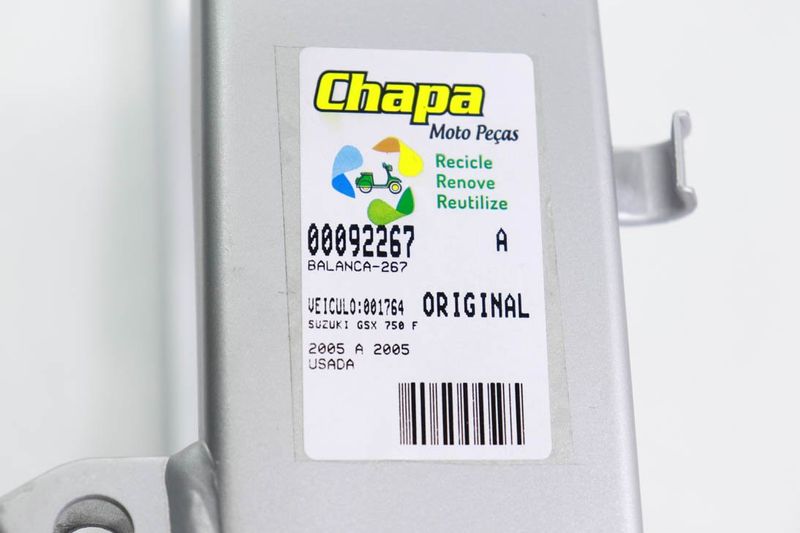 Chapa
Moto Peças
Recicle
Renove
Reutilize
00092267 A
BALANCA-267
VEICULO:001764 ORIGINAL
SUZUKI GSX 750 F
2005 A 2005
USADA